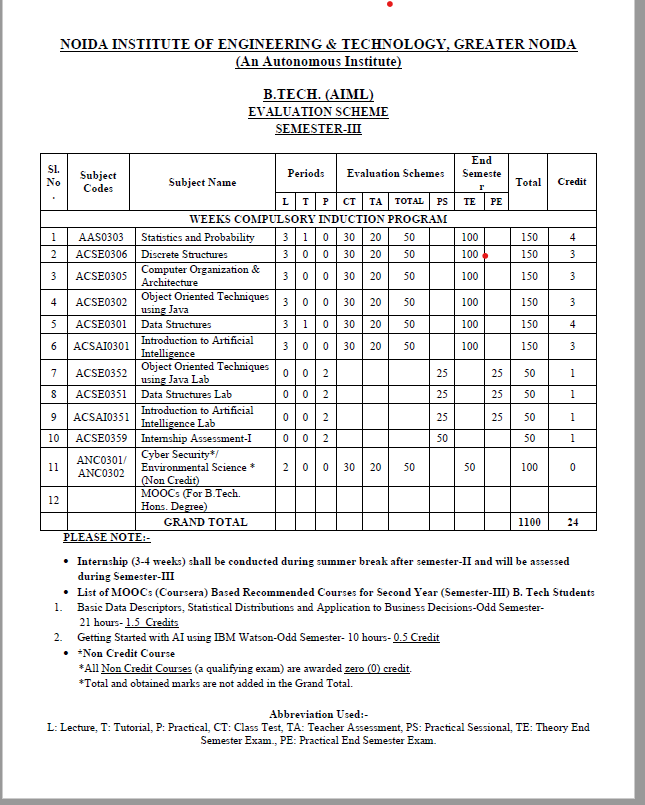 NOIDA INSTITUTE OF ENGINEERING & TECHNOLOGY, GREATER NOIDA
(An Autonomous Institute)
B.TECH. (AIML)
EVALUATION SCHEME
SEMESTER-III
Sl. No . Subject Codes Subject Name Periods Evaluation Schemes End Semeste r Total Credit
L T P CT TA TOTAL PS TE PE
WEEKS COMPULSORY INDUCTION PROGRAM
1 AAS0303 Statistics and Probability 3 1 0 30 20 50 100 150 4
2 ACSE0306 Discrete Structures 3 0 0 30 20 50 100 150 3
3 ACSE0305 Computer Organization & Architecture 3 0 0 30 20 50 100 150 3
4 ACSE0302 Object Oriented Techniques using Java 3 0 0 30 20 50 100 150 3
5 ACSE0301 Data Structures 3 1 0 30 20 50 100 150 4
6 ACSAI0301 Introduction to Artificial Intelligence 3 0 0 30 20 50 100 150 3
7 ACSE0352 Object Oriented Techniques using Java Lab 0 0 2 25 25 50 1
8 ACSE0351 Data Structures Lab 0 0 2 25 25 50 1
9 ACSAI0351 Introduction to Artificial Intelligence Lab 0 0 2 25 25 50 1
10 ACSE0359 Internship Assessment-I 0 0 2 50 50 1
11 ANC0301/ ANC0302 Cyber Security*/ Environmental Science * (Non Credit) 2 0 0 30 20 50 50 100 0
12 MOOCs (For B.Tech. Hons. Degree)
GRAND TOTAL 1100 24
PLEASE NOTE:-
• Internship (3-4 weeks) shall be conducted during summer break after semester-II and will be assessed
during Semester-III
• List of MOOCs (Coursera) Based Recommended Courses for Second Year (Semester-III) B. Tech Students
1. Basic Data Descriptors, Statistical Distributions and Application to Business Decisions-Odd Semester-
21 hours- 1.5 Credits
2. Getting Started with AI using IBM Watson-Odd Semester- 10 hours- 0.5 Credit
• *Non Credit Course
*All Non Credit Courses (a qualifying exam) are awarded zero (0) credit.
*Total and obtained marks are not added in the Grand Total.
Abbreviation Used:-
L: Lecture, T: Tutorial, P: Practical, CT: Class Test, TA: Teacher Assessment, PS: Practical Sessional, TE: Theory End
Semester Exam., PE: Practical End Semester Exam.